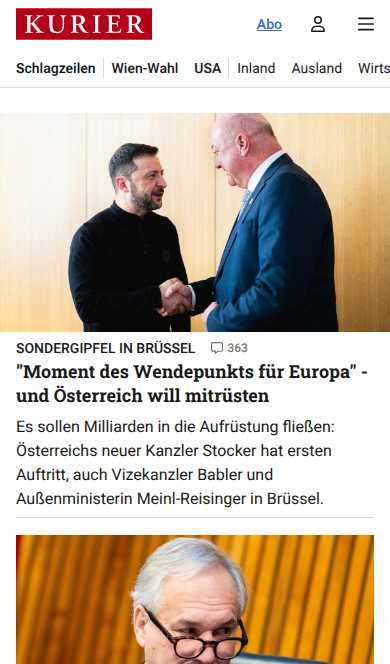 KURIER
Abo
Schlagzeilen Wien-Wahl USA Inland Ausland Wirts
SONDERGIPFEL IN BRÜSSEL 363
"Moment des Wendepunkts für Europa" -
und Österreich will mitrüsten
Es sollen Milliarden in die Aufrüstung fließen:
Österreichs neuer Kanzler Stocker hat ersten
Auftritt, auch Vizekanzler Babler und
Außenministerin Meinl-Reisinger in Brüssel.